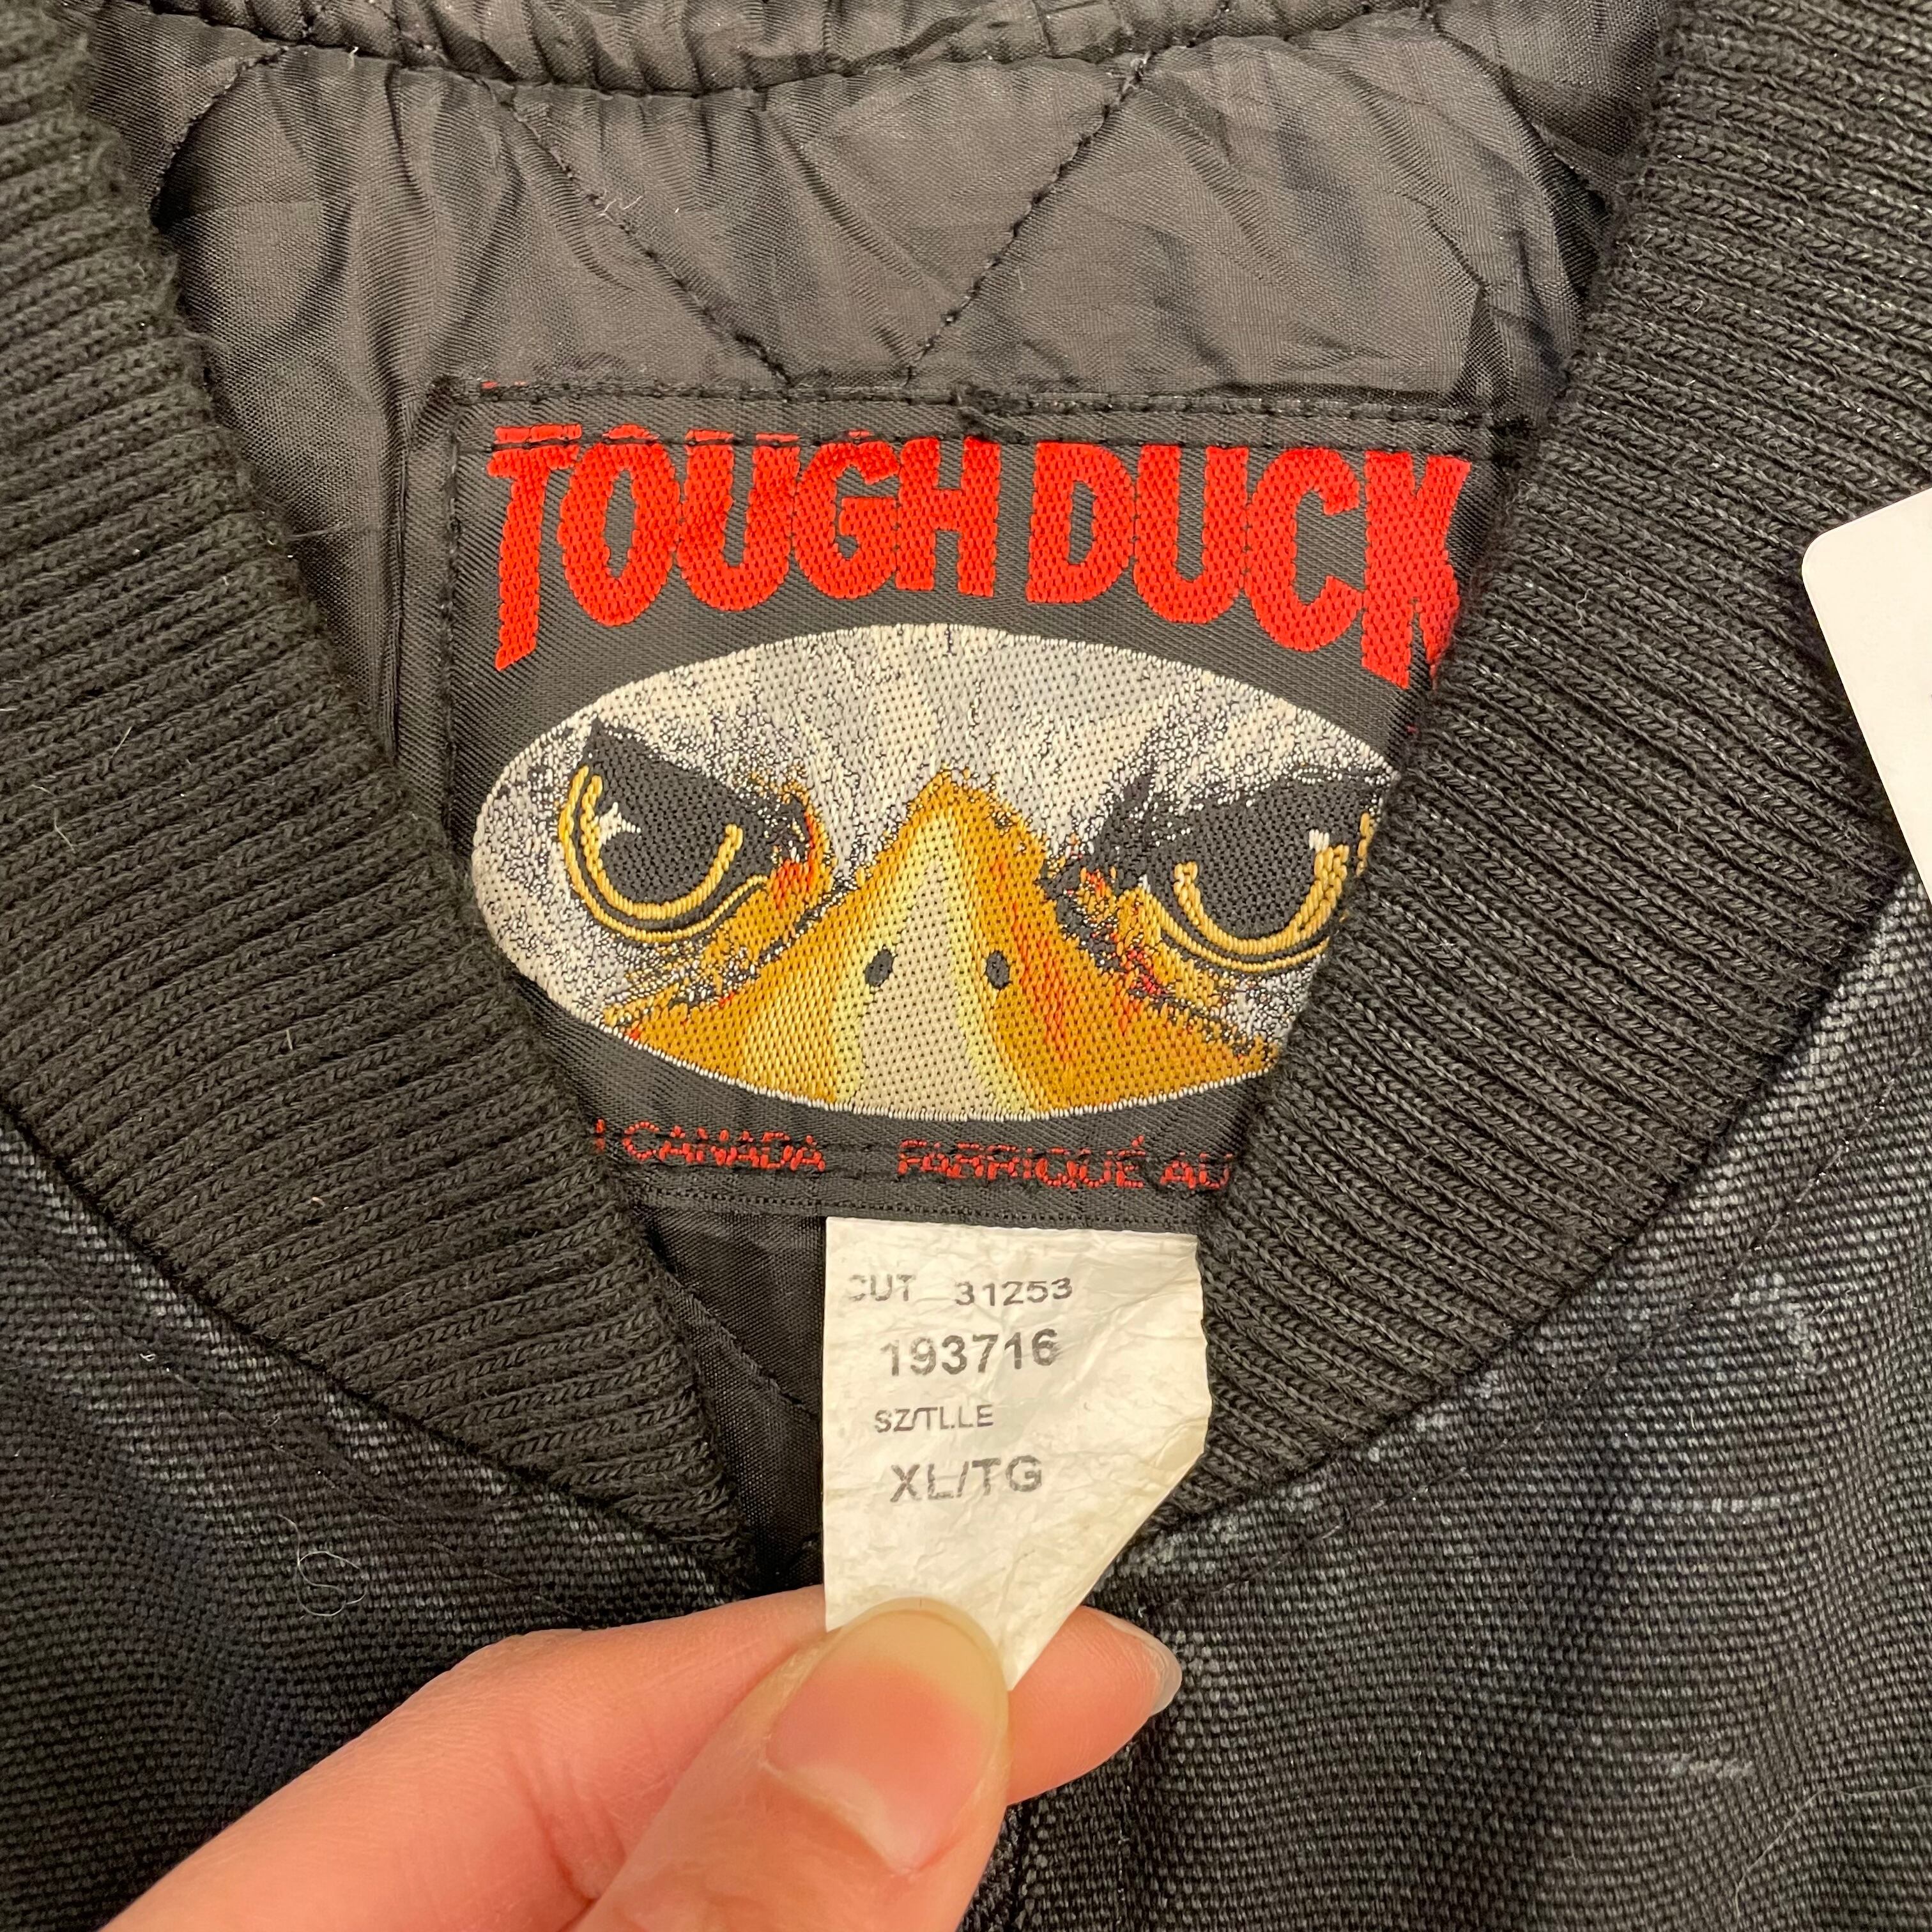 TOUGH DUCK
CANADA FABRIQUÉ AU
CUT 31253
193716
SZ/TLLE
XL/TG